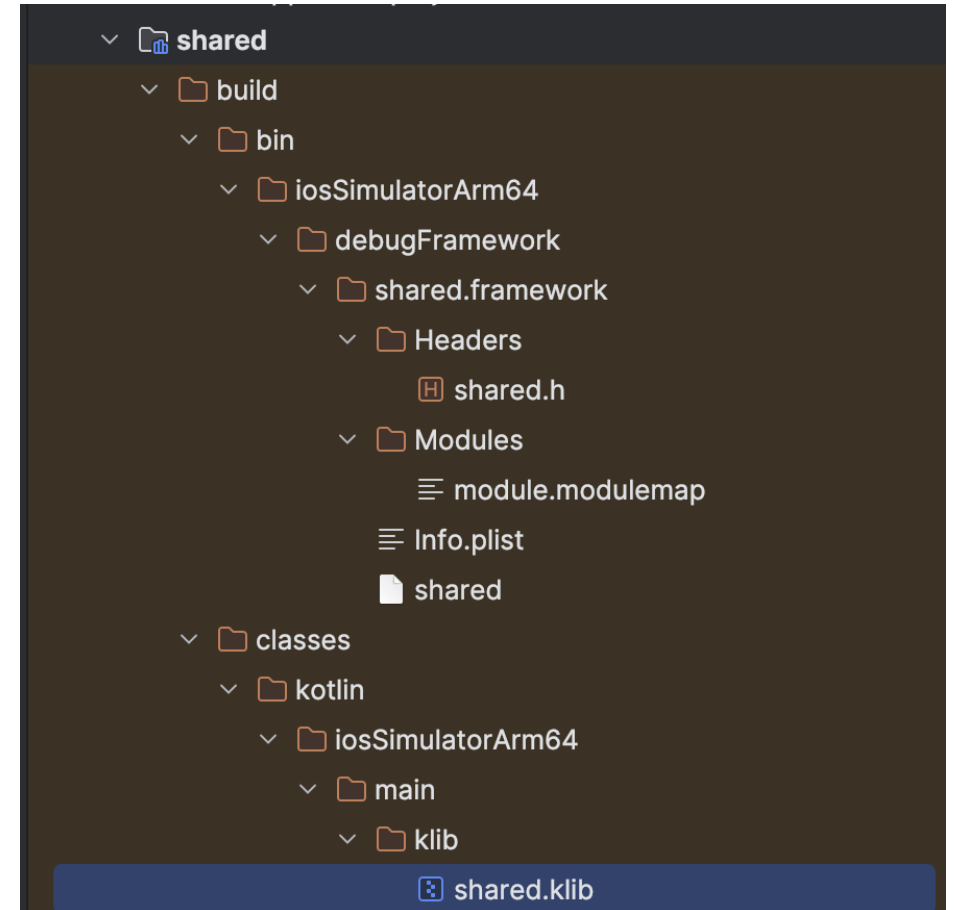 shared
build
bin
iosSimulatorArm64
debugFramework
shared.framework
Headers
H shared.h
Modules
module.modulemap
Info.plist
shared
classes
kotlin
iosSimulatorArm64
main
klib
shared.klib